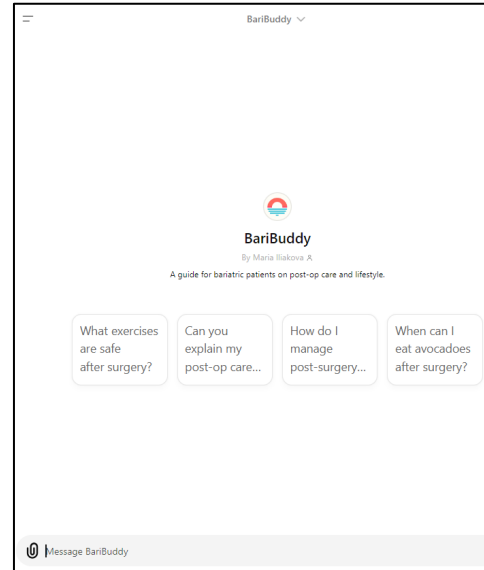 BariBuddy
BariBuddy
By Maria Iliakova
A guide for bariatric patients on post-op care and lifestyle.
What exercises
are safe
after surgery?
Can you
explain my
post-op care...
How do I
manage
post-surgery...
When can I
eat avocadoes
after surgery?
Message BariBuddy